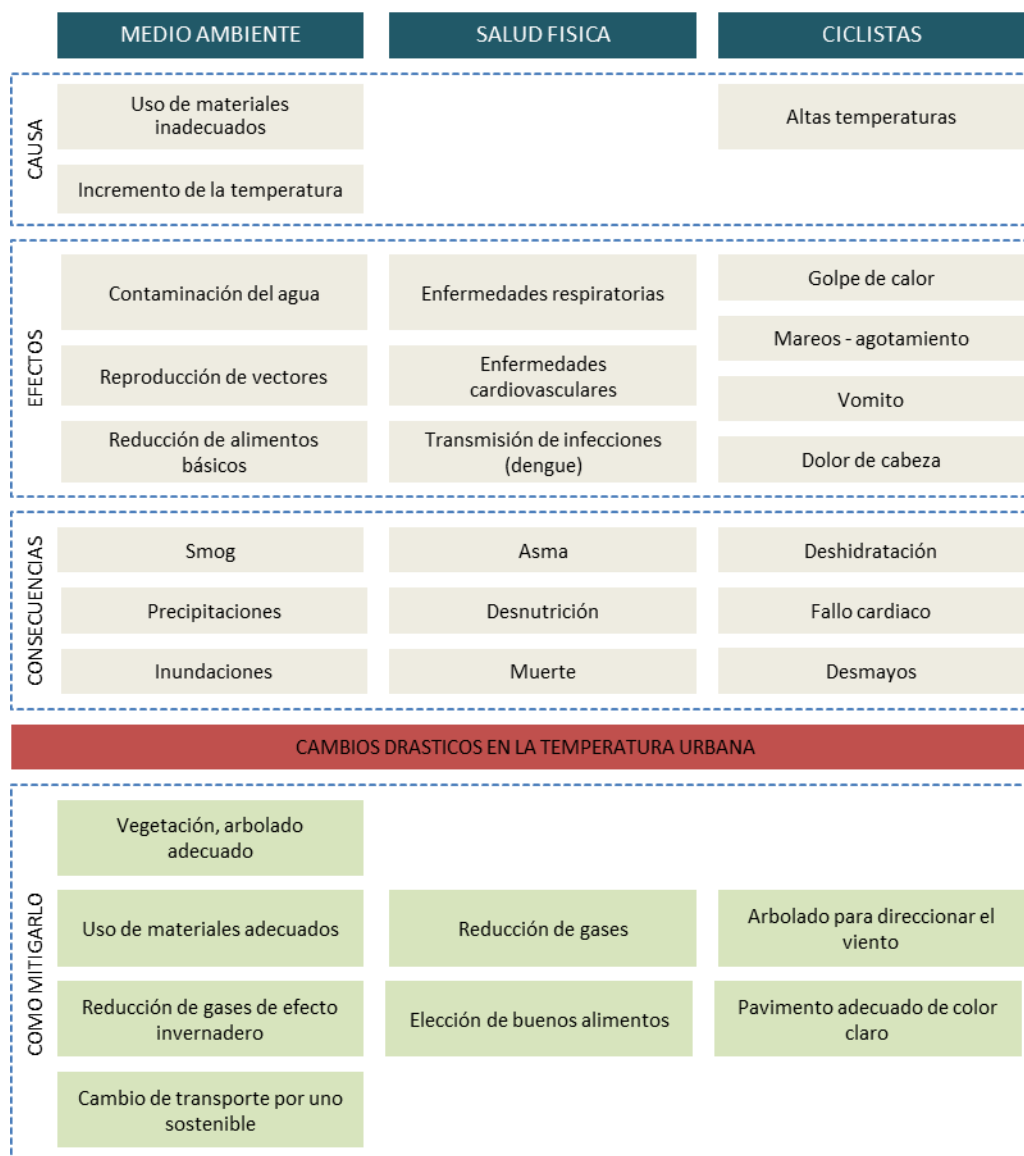 MEDIO AMBIENTE
SALUD FISICA
CICLISTAS
CAUSA
Uso de materiales
inadecuados
Altas temperaturas
Incremento de la temperatura
EFECTOS
Contaminación del agua
Enfermedades respiratorias
Golpe de calor
Mareos - agotamiento
Reproducción de vectores
Enfermedades
cardiovasculares
Vomito
Reducción de alimentos
básicos
Transmisión de infecciones
(dengue)
Dolor de cabeza
CONSECUENCIAS
Smog
Asma
Deshidratación
Precipitaciones
Desnutrición
Fallo cardiaco
Inundaciones
Muerte
Desmayos
CAMBIOS DRASTICOS EN LA TEMPERATURA URBANA
COMO MITIGARLO
Vegetación, arbolado
adecuado
Uso de materiales adecuados
Reducción de gases
Arbolado para direccionar el
viento
Reducción de gases de efecto
invernadero
Elección de buenos alimentos
Pavimento adecuado de color
claro
Cambio de transporte por uno
sostenible